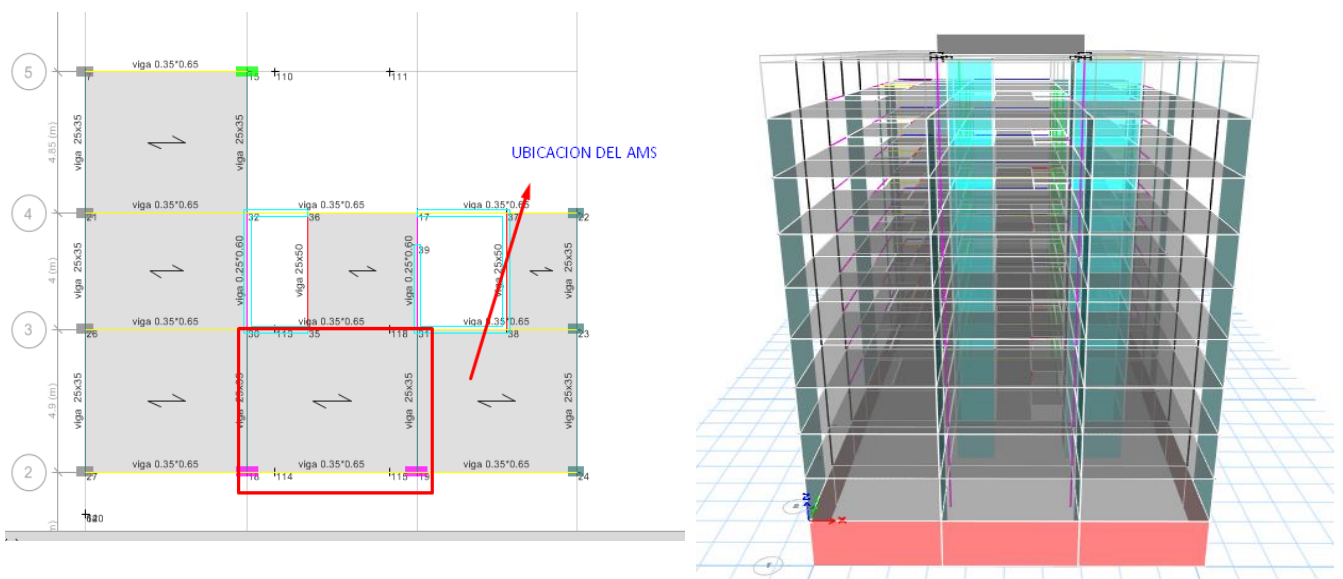 5
viga 0.35*0.65
15
110
111
4.85 (m)
viga 25x35
viga 25x35
UBICACION DEL AMS
4
21
viga 0.35*0.65
32
36
viga 0.35*0.65
17
viga 0.35*0.65
37
22
4 (m)
viga 25x35
viga 0.25*0.60
viga 25x50
viga 0.25*0.60
39
viga 25x50
viga 25x35
3
26
viga 0.35*0.65
30
113
35
viga 0.35*0.65
118
31
viga 0.35*0.65
38
23
4.9 (m)
viga 25x35
viga 25x35
viga 25x35
viga 25x35
2
27
viga 0.35*0.65
16
114
viga 0.35*0.65
115
19
viga 0.35*0.65
24
Z
X